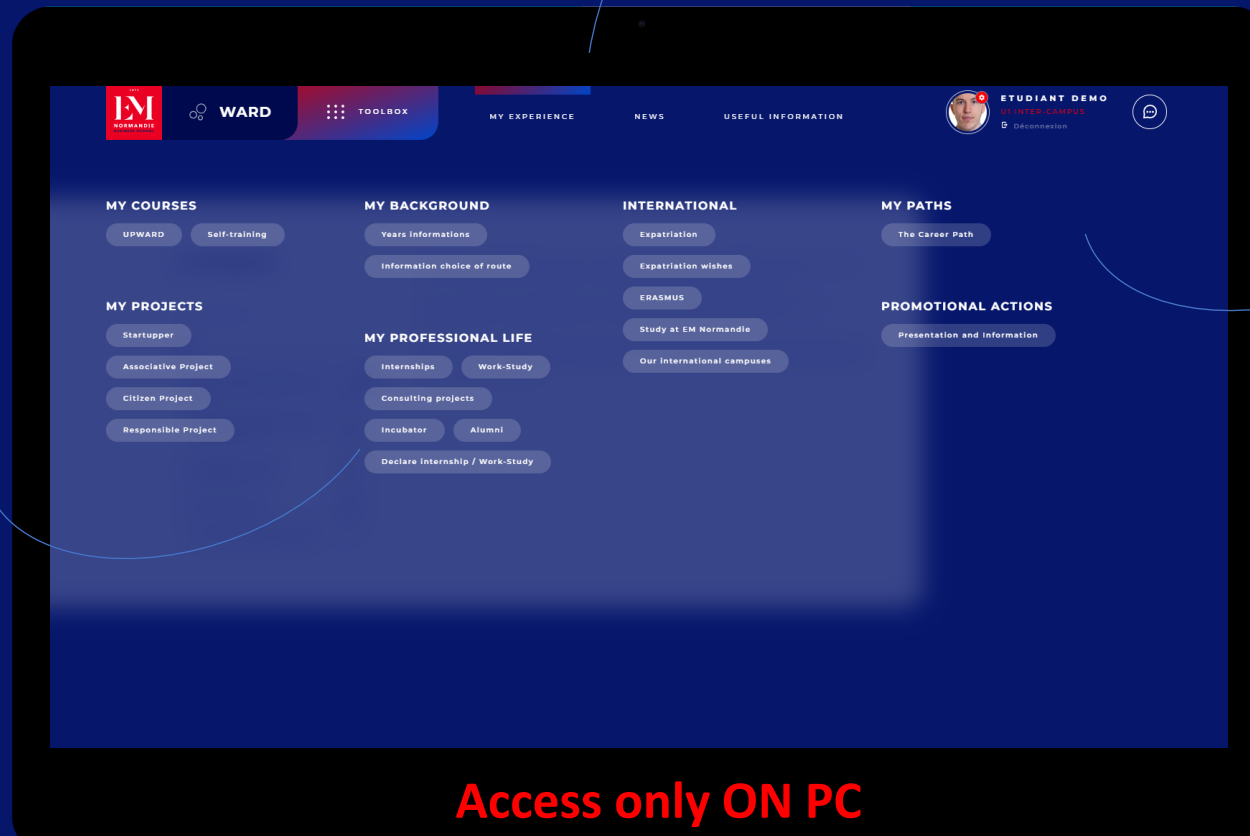 EM
NORMANDIE
WARD
TOOLBOX
MY EXPERIENCE
NEWS
USEFUL INFORMATION
ETUDIANT DEMO
U1 INTER-CAMPUS
Déconnexion
MY COURSES
UPWARD Self-training
MY PROJECTS
Startupper
Associative Project
Citizen Project
Responsible Project
MY BACKGROUND
Years informations
Information choice of route
MY PROFESSIONAL LIFE
Internships Work-Study
Consulting projects
Incubator Alumni
Declare internship / Work-Study
INTERNATIONAL
Expatriation
Expatriation wishes
ERASMUS
Study at EM Normandie
Our international campuses
MY PATHS
The Career Path
PROMOTIONAL ACTIONS
Presentation and Information
Access only ON PC